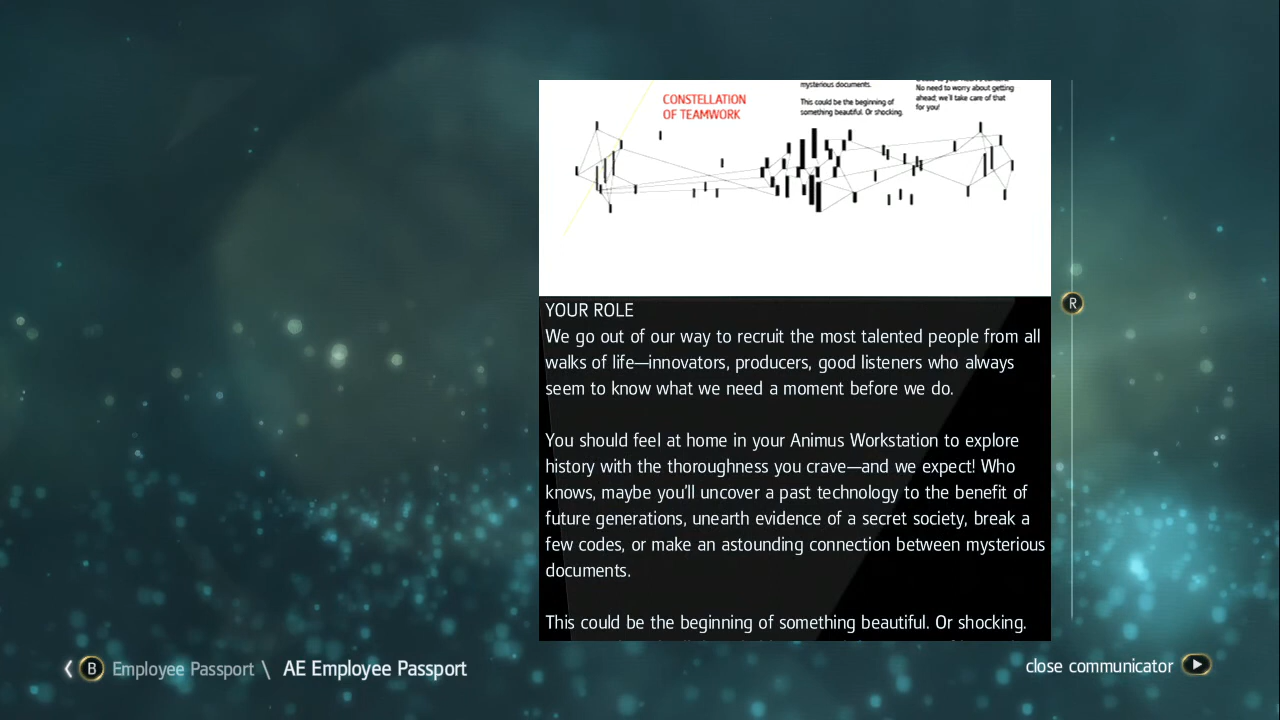 mysterious documents.
This could be the beginning of
something beautiful. Or shocking.
No need to worry about getting
ahead; we'll take care of that
for you!
CONSTELLATION
OF TEAMWORK
YOUR ROLE
We go out of our way to recruit the most talented people from all
walks of life—innovators, producers, good listeners who always
seem to know what we need a moment before we do.
You should feel at home in your Animus Workstation to explore
history with the thoroughness you crave—and we expect! Who
knows, maybe you'll uncover a past technology to the benefit of
future generations, unearth evidence of a secret society, break a
few codes, or make an astounding connection between mysterious
documents.
This could be the beginning of something beautiful. Or shocking.
R
B Employee Passport \ AE Employee Passport
close communicator